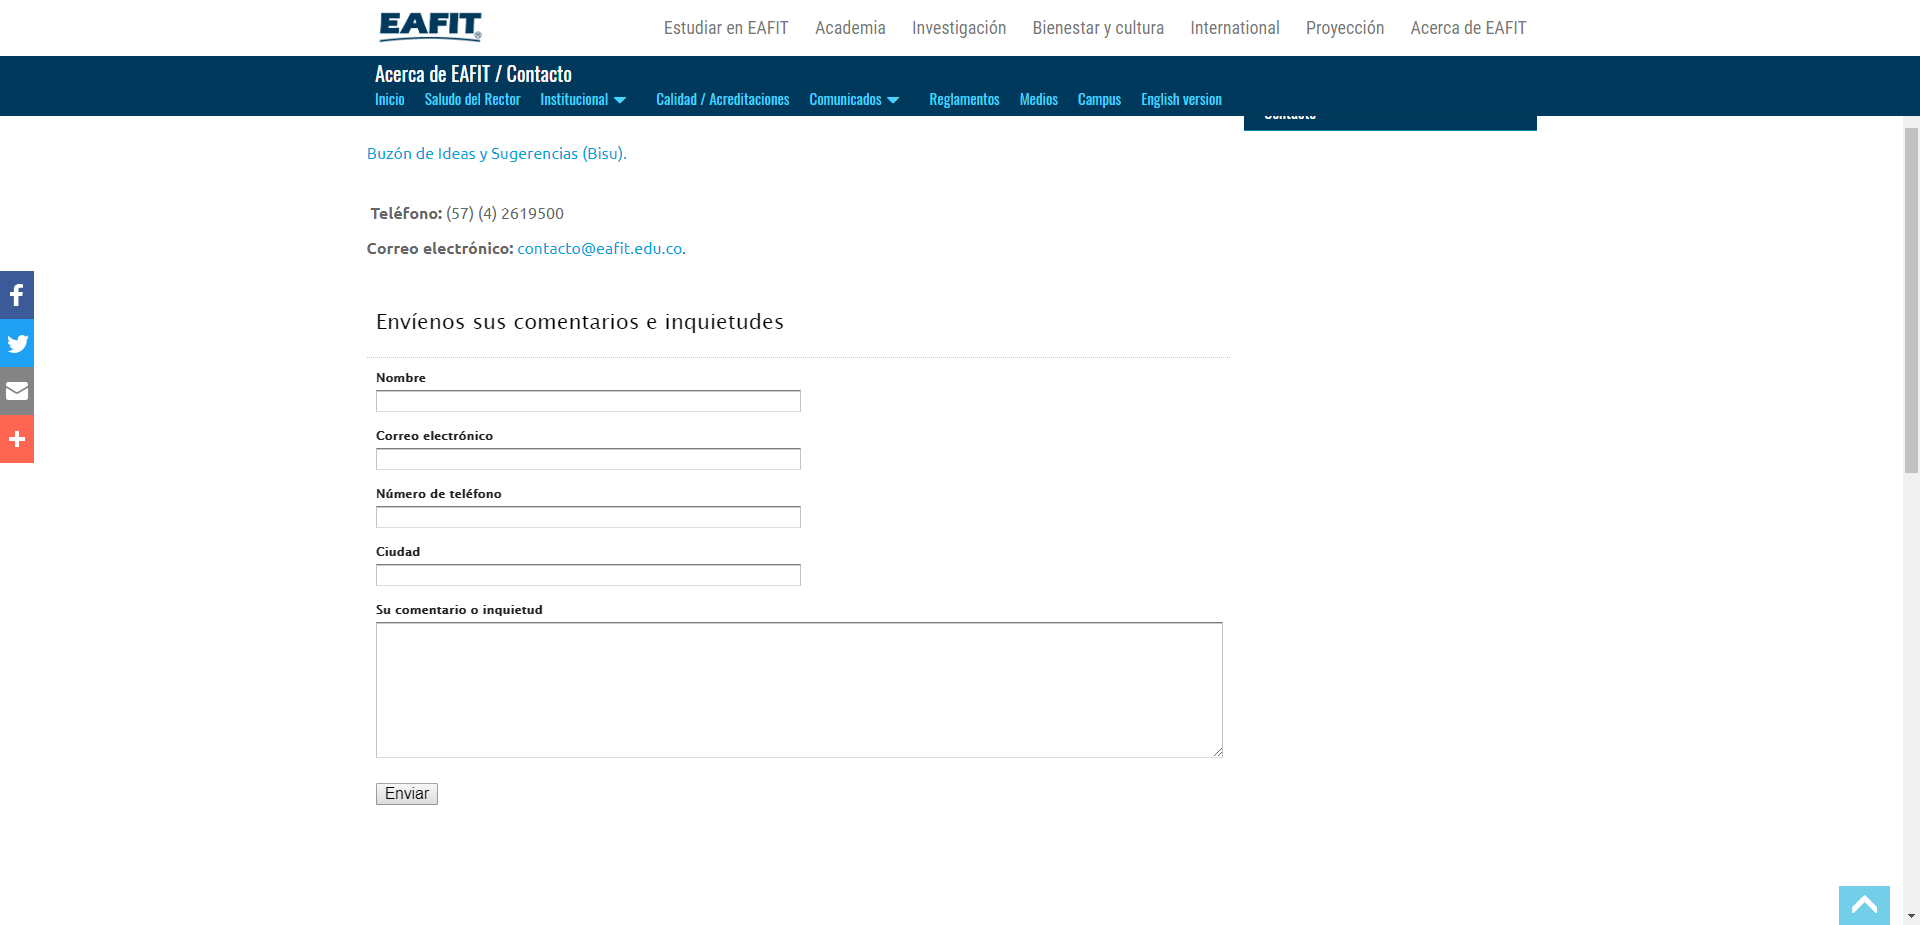 EAFIT®
Estudiar en EAFIT Academia Investigación Bienestar y cultura International Proyección Acerca de EAFIT
Acerca de EAFIT / Contacto
Inicio Saludo del Rector Institucional Calidad / Acreditaciones Comunicados Reglamentos Medios Campus English version
Contacto
Buzón de Ideas y Sugerencias (Bisu).
Teléfono: (57) (4) 2619500
Correo electrónico: contacto@eafit.edu.co.
Envíenos sus comentarios e inquietudes
Nombre
Correo electrónico
Número de teléfono
Ciudad
Su comentario o inquietud
Enviar